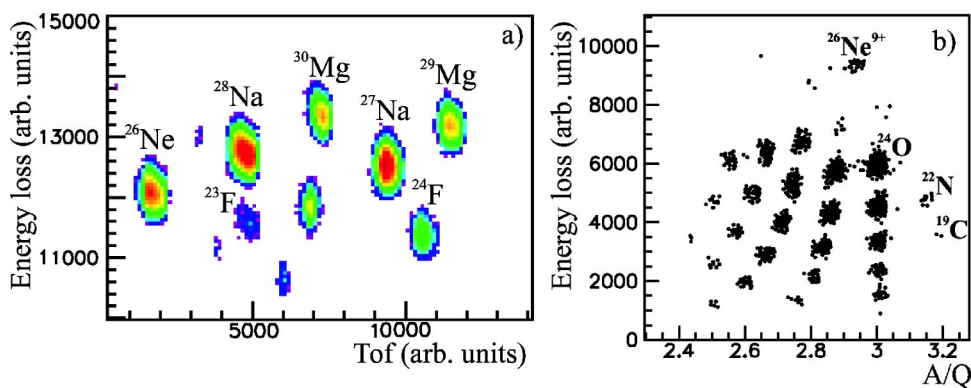 a)
15000
13000
11000
Energy loss (arb. units)
²⁶Ne
²⁸Na
³⁰Mg
²⁷Na
²⁹Mg
²³F
²⁴F
5000
10000
Tof (arb. units)
b)
10000
8000
6000
4000
2000
0
Energy loss (arb. units)
²⁶Ne⁹⁺
²⁴O
²²N
¹⁹C
2.4
2.6
2.8
3
3.2
A/Q